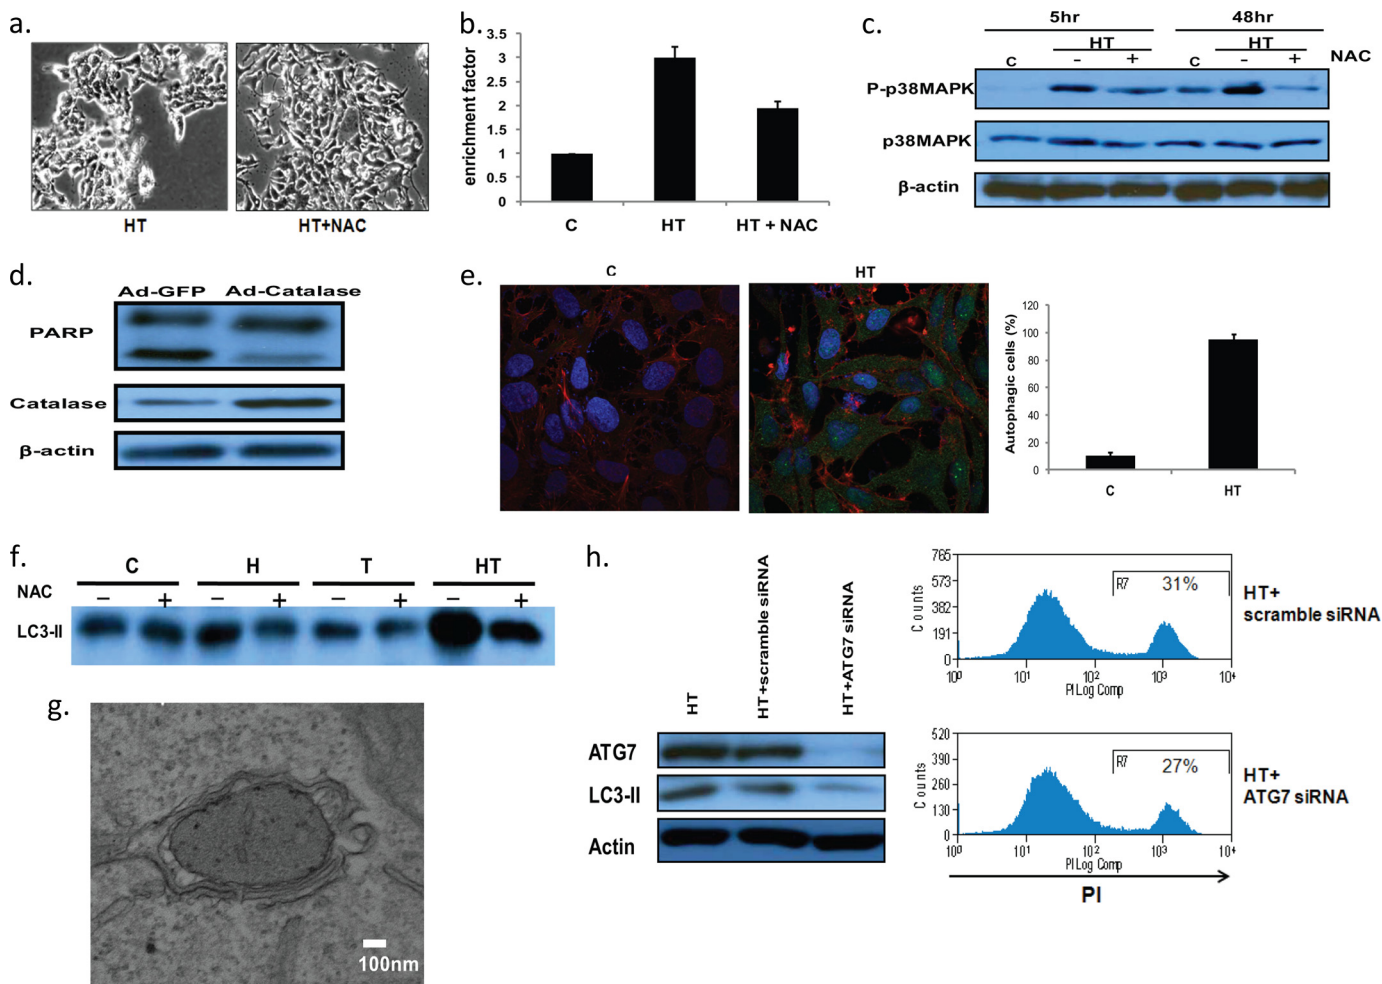 a.
HT
HT+NAC
b.
enrichment factor
3.5
3
2.5
2
1.5
1
0.5
0
C
HT
HT + NAC
c.
5hr
48hr
HT
HT
C
-
+
C
-
+
NAC
P-p38MAPK
p38MAPK
β-actin
d.
Ad-GFP
Ad-Catalase
PARP
Catalase
β-actin
e.
C
HT
Autophagic cells (%)
120
100
80
60
40
20
0
C
HT
f.
C
H
T
HT
NAC
– + – + – + – +
LC3-II
g.
100nm
h.
HT
HT+scramble siRNA
HT+ATG7 siRNA
ATG7
LC3-II
Actin
Counts
765
573
382
191
0
R7
31%
10⁰ 10¹ 10² 10³ 10⁴
PI Log Comp
HT+
scramble siRNA
Counts
520
390
260
130
0
R7
27%
10⁰ 10¹ 10² 10³ 10⁴
PI Log Comp
HT+
ATG7 siRNA
PI